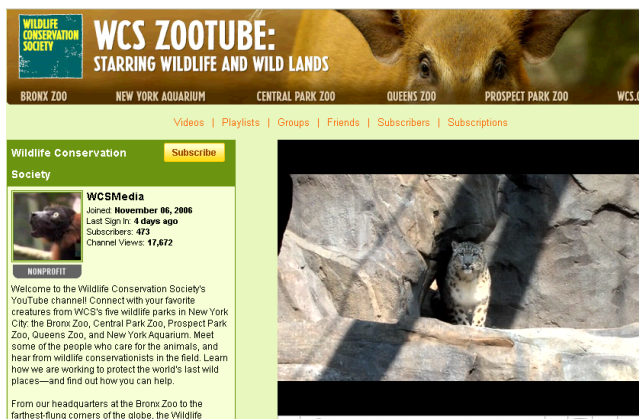 WILDLIFE
CONSERVATION
SOCIETY
WCS ZOOTUBE:
STARRING WILDLIFE AND WILD LANDS
BRONX ZOO NEW YORK AQUARIUM CENTRAL PARK ZOO QUEENS ZOO PROSPECT PARK ZOO WCS.
Videos | Playlists | Groups | Friends | Subscribers | Subscriptions
Wildlife Conservation
Society
Subscribe
WCSMedia
Joined: November 06, 2006
Last Sign In: 4 days ago
Subscribers: 473
Channel Views: 17,672
NONPROFIT
Welcome to the Wildlife Conservation Society's
YouTube channel! Connect with your favorite
creatures from WCS's five wildlife parks in New York
City: the Bronx Zoo, Central Park Zoo, Prospect Park
Zoo, Queens Zoo, and New York Aquarium. Meet
some of the people who care for the animals, and
hear from wildlife conservationists in the field. Learn
how we are working to protect the world's last wild
places—and find out how you can help.
From our headquarters at the Bronx Zoo to the
farthest-flung corners of the globe, the Wildlife